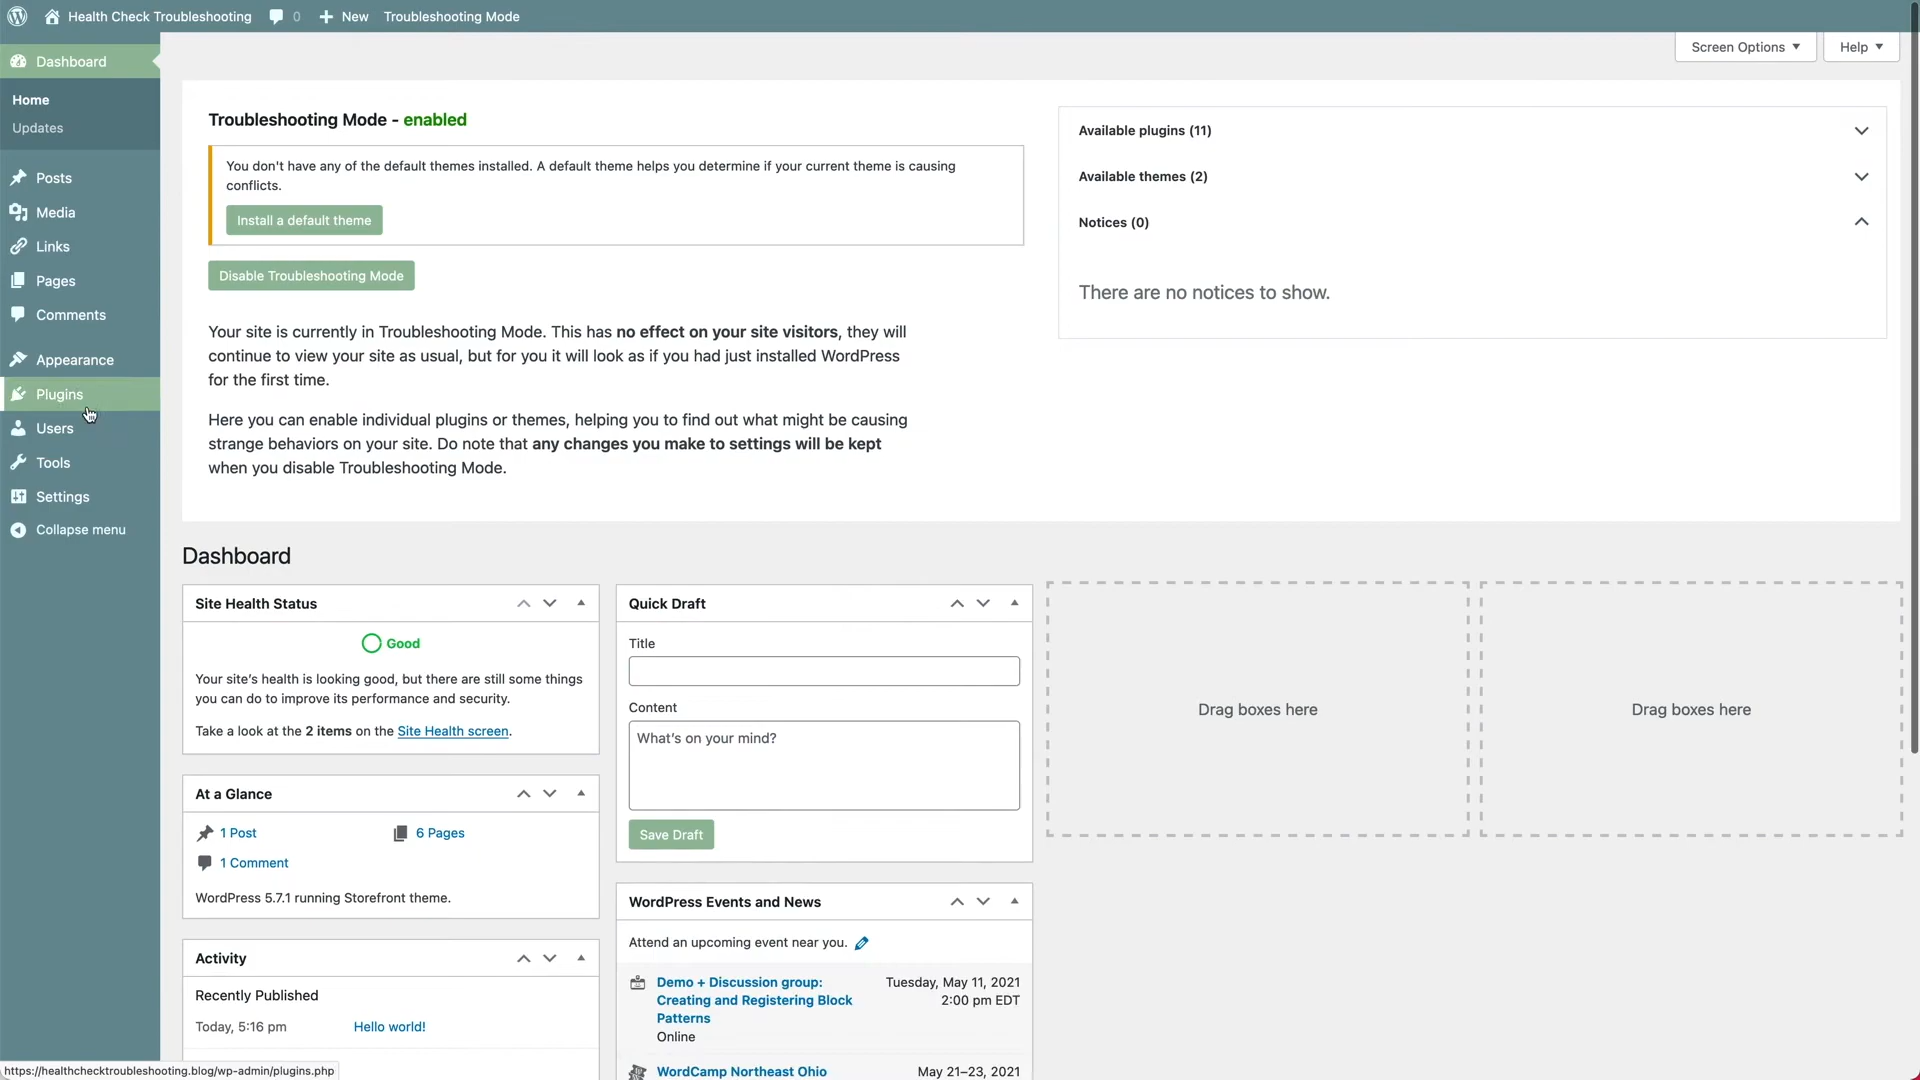 Health Check Troubleshooting 0 New Troubleshooting Mode
Screen Options ▼ Help ▼
Dashboard
Home
Updates
Posts
Media
Links
Pages
Comments
Appearance
Plugins
Users
Tools
Settings
Collapse menu
Troubleshooting Mode - enabled
You don't have any of the default themes installed. A default theme helps you determine if your current theme is causing
conflicts.
Install a default theme
Disable Troubleshooting Mode
Your site is currently in Troubleshooting Mode. This has no effect on your site visitors, they will
continue to view your site as usual, but for you it will look as if you had just installed WordPress
for the first time.
Here you can enable individual plugins or themes, helping you to find out what might be causing
strange behaviors on your site. Do note that any changes you make to settings will be kept
when you disable Troubleshooting Mode.
Available plugins (11)
Available themes (2)
Notices (0)
There are no notices to show.
Dashboard
Site Health Status
Good
Your site's health is looking good, but there are still some things
you can do to improve its performance and security.
Take a look at the 2 items on the Site Health screen.
At a Glance
1 Post 6 Pages
1 Comment
WordPress 5.7.1 running Storefront theme.
Activity
Recently Published
Today, 5:16 pm Hello world!
Quick Draft
Title
Content
What's on your mind?
Save Draft
WordPress Events and News
Attend an upcoming event near you.
Demo + Discussion group: Tuesday, May 11, 2021
Creating and Registering Block 2:00 pm EDT
Patterns
Online
WordCamp Northeast Ohio May 21–23, 2021
Drag boxes here
Drag boxes here
https://healthchecktroubleshooting.blog/wp-admin/plugins.php